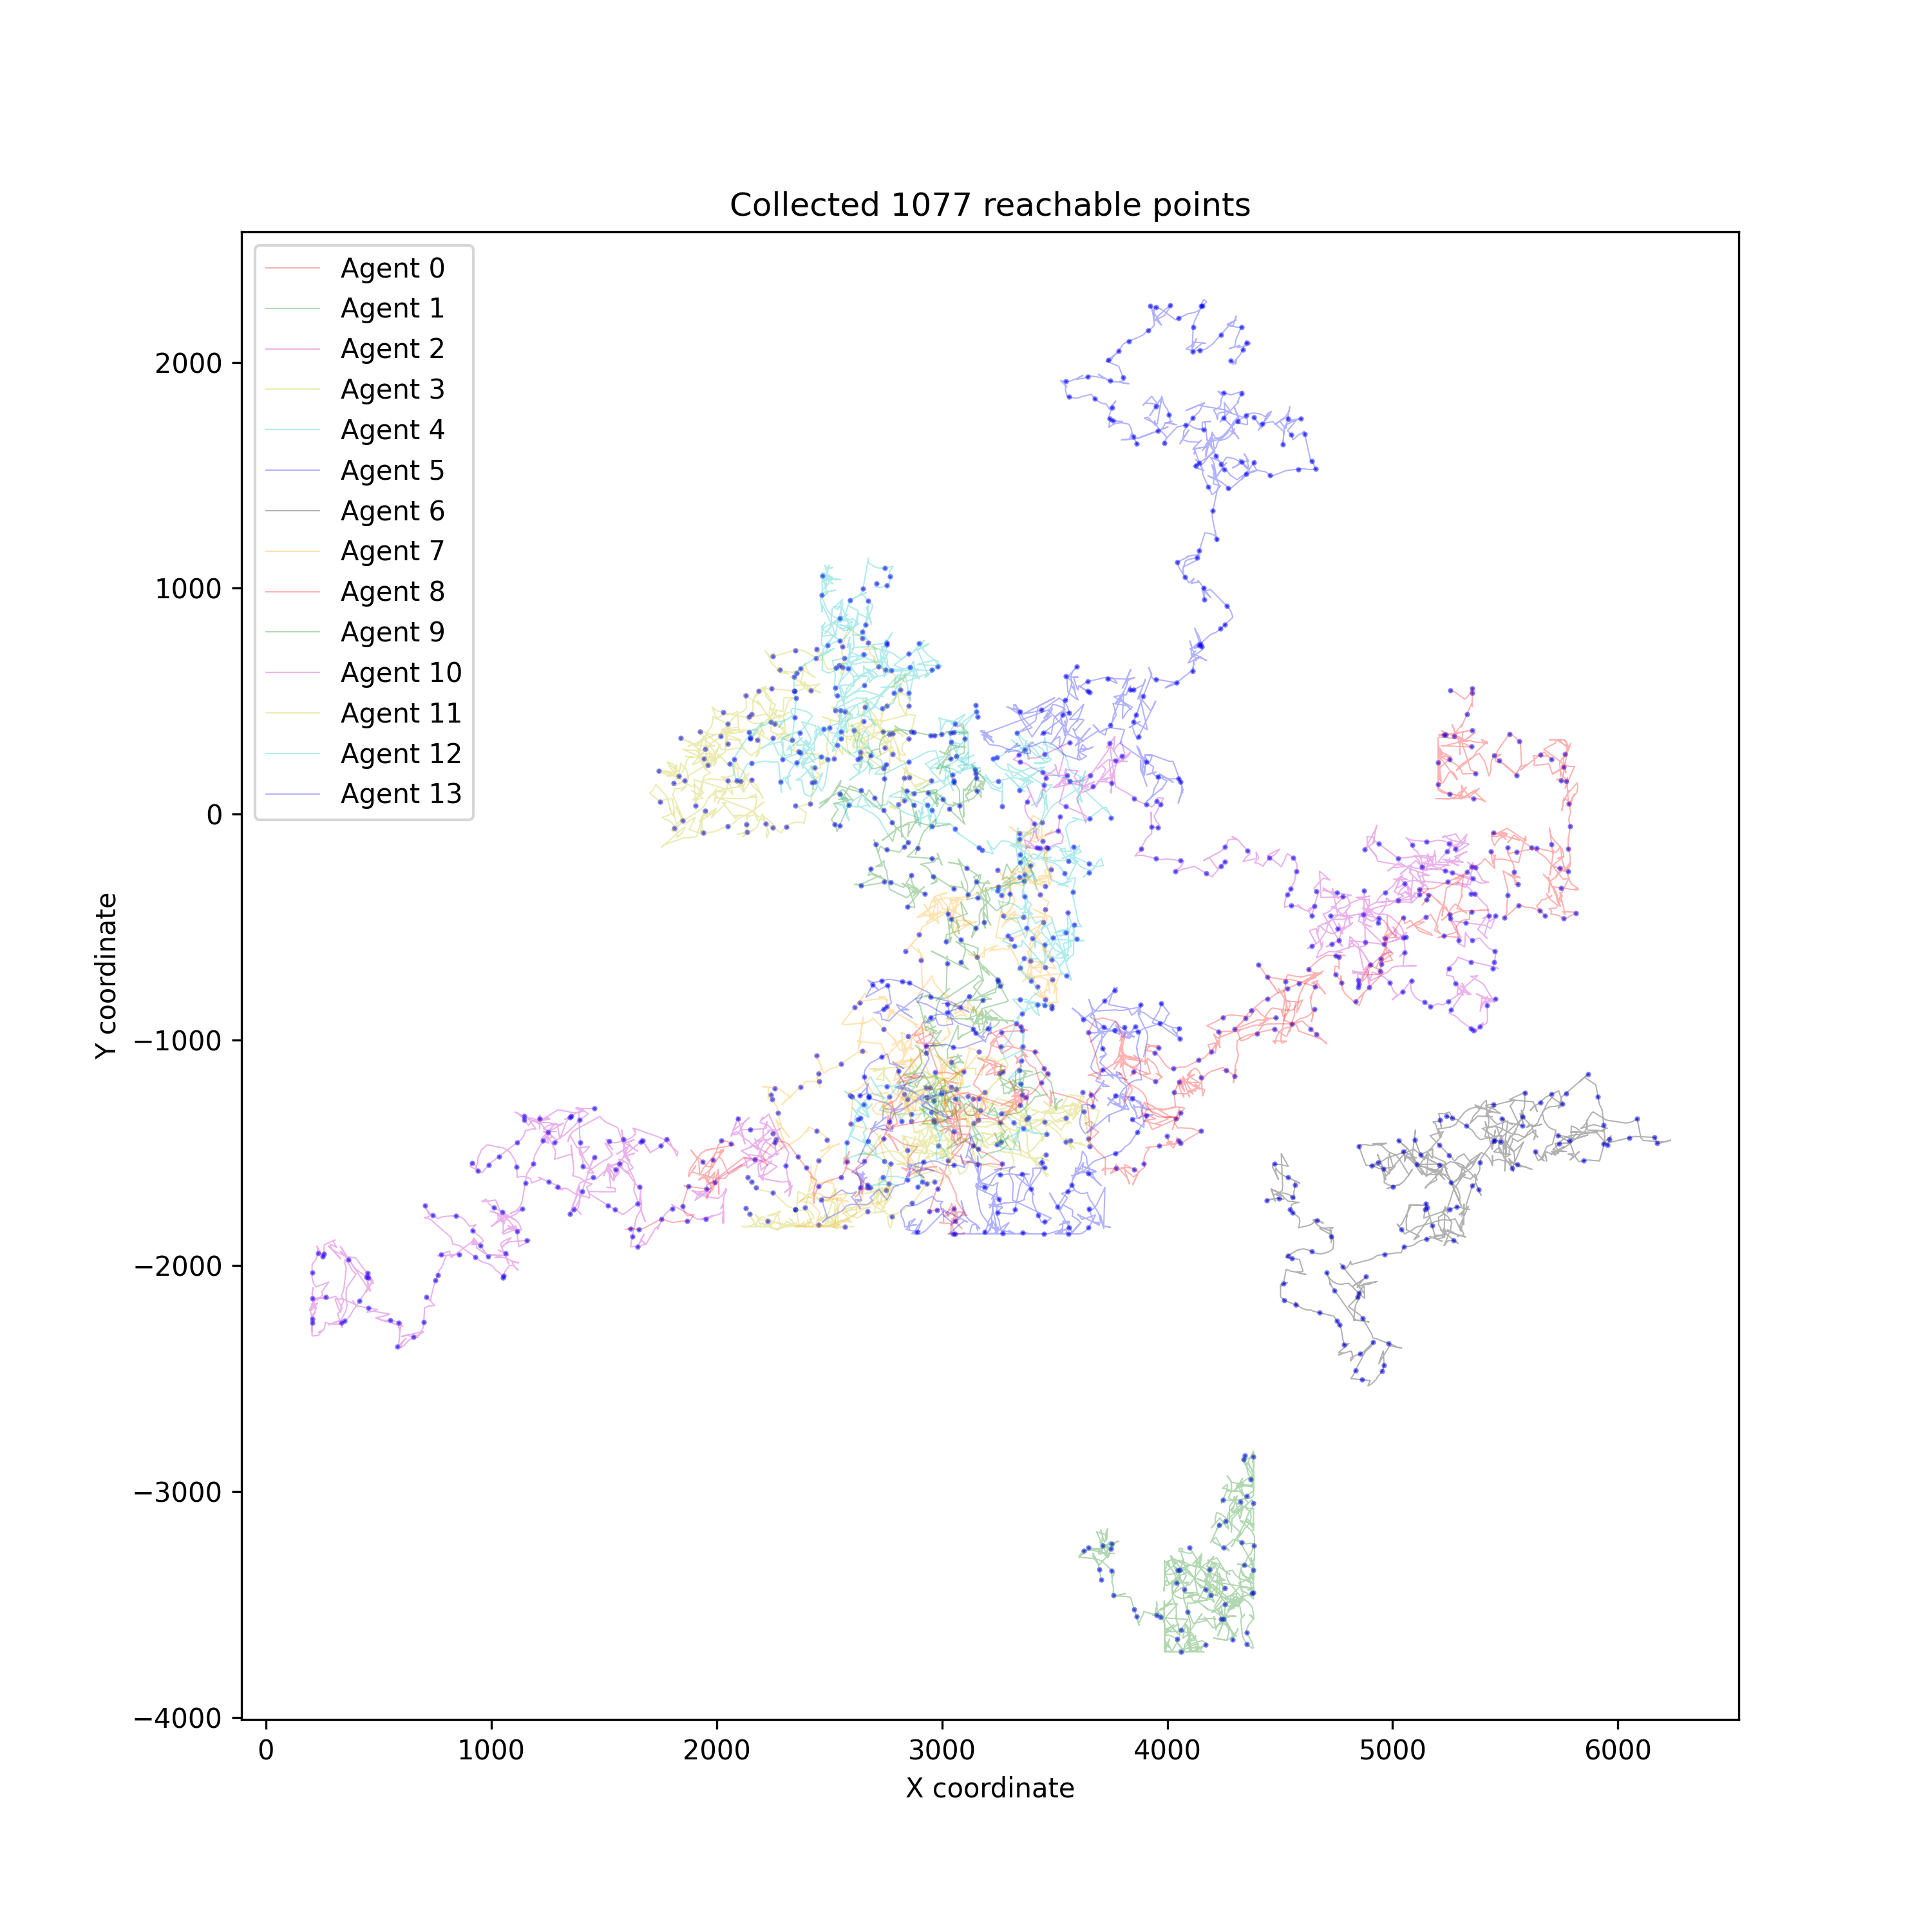 Collected 1077 reachable points
Agent 0
Agent 1
Agent 2
Agent 3
Agent 4
Agent 5
Agent 6
Agent 7
Agent 8
Agent 9
Agent 10
Agent 11
Agent 12
Agent 13
2000
1000
0
−1000
−2000
−3000
−4000
Y coordinate
0 1000 2000 3000 4000 5000 6000
X coordinate